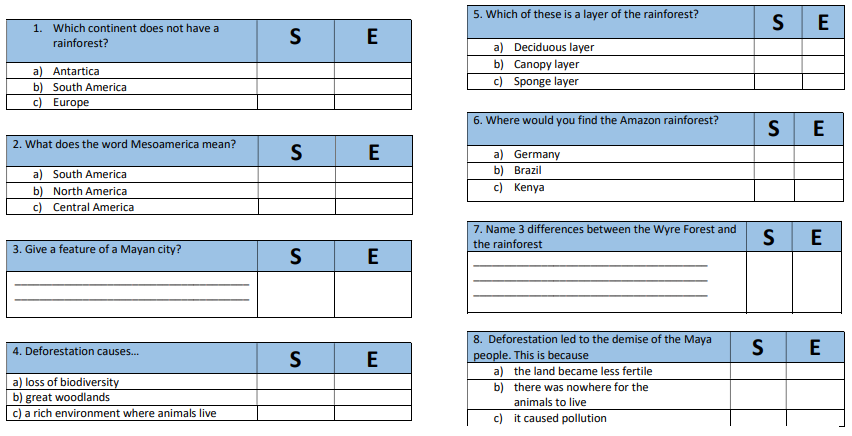 1. Which continent does not have a
rainforest?
S E
a) Antartica
b) South America
c) Europe
2. What does the word Mesoamerica mean?
S E
a) South America
b) North America
c) Central America
3. Give a feature of a Mayan city?
S E
4. Deforestation causes...
S E
a) loss of biodiversity
b) great woodlands
c) a rich environment where animals live
5. Which of these is a layer of the rainforest?
S E
a) Deciduous layer
b) Canopy layer
c) Sponge layer
6. Where would you find the Amazon rainforest?
S E
a) Germany
b) Brazil
c) Kenya
7. Name 3 differences between the Wyre Forest and
the rainforest
S E
8. Deforestation led to the demise of the Maya
people. This is because
S E
a) the land became less fertile
b) there was nowhere for the
animals to live
c) it caused pollution